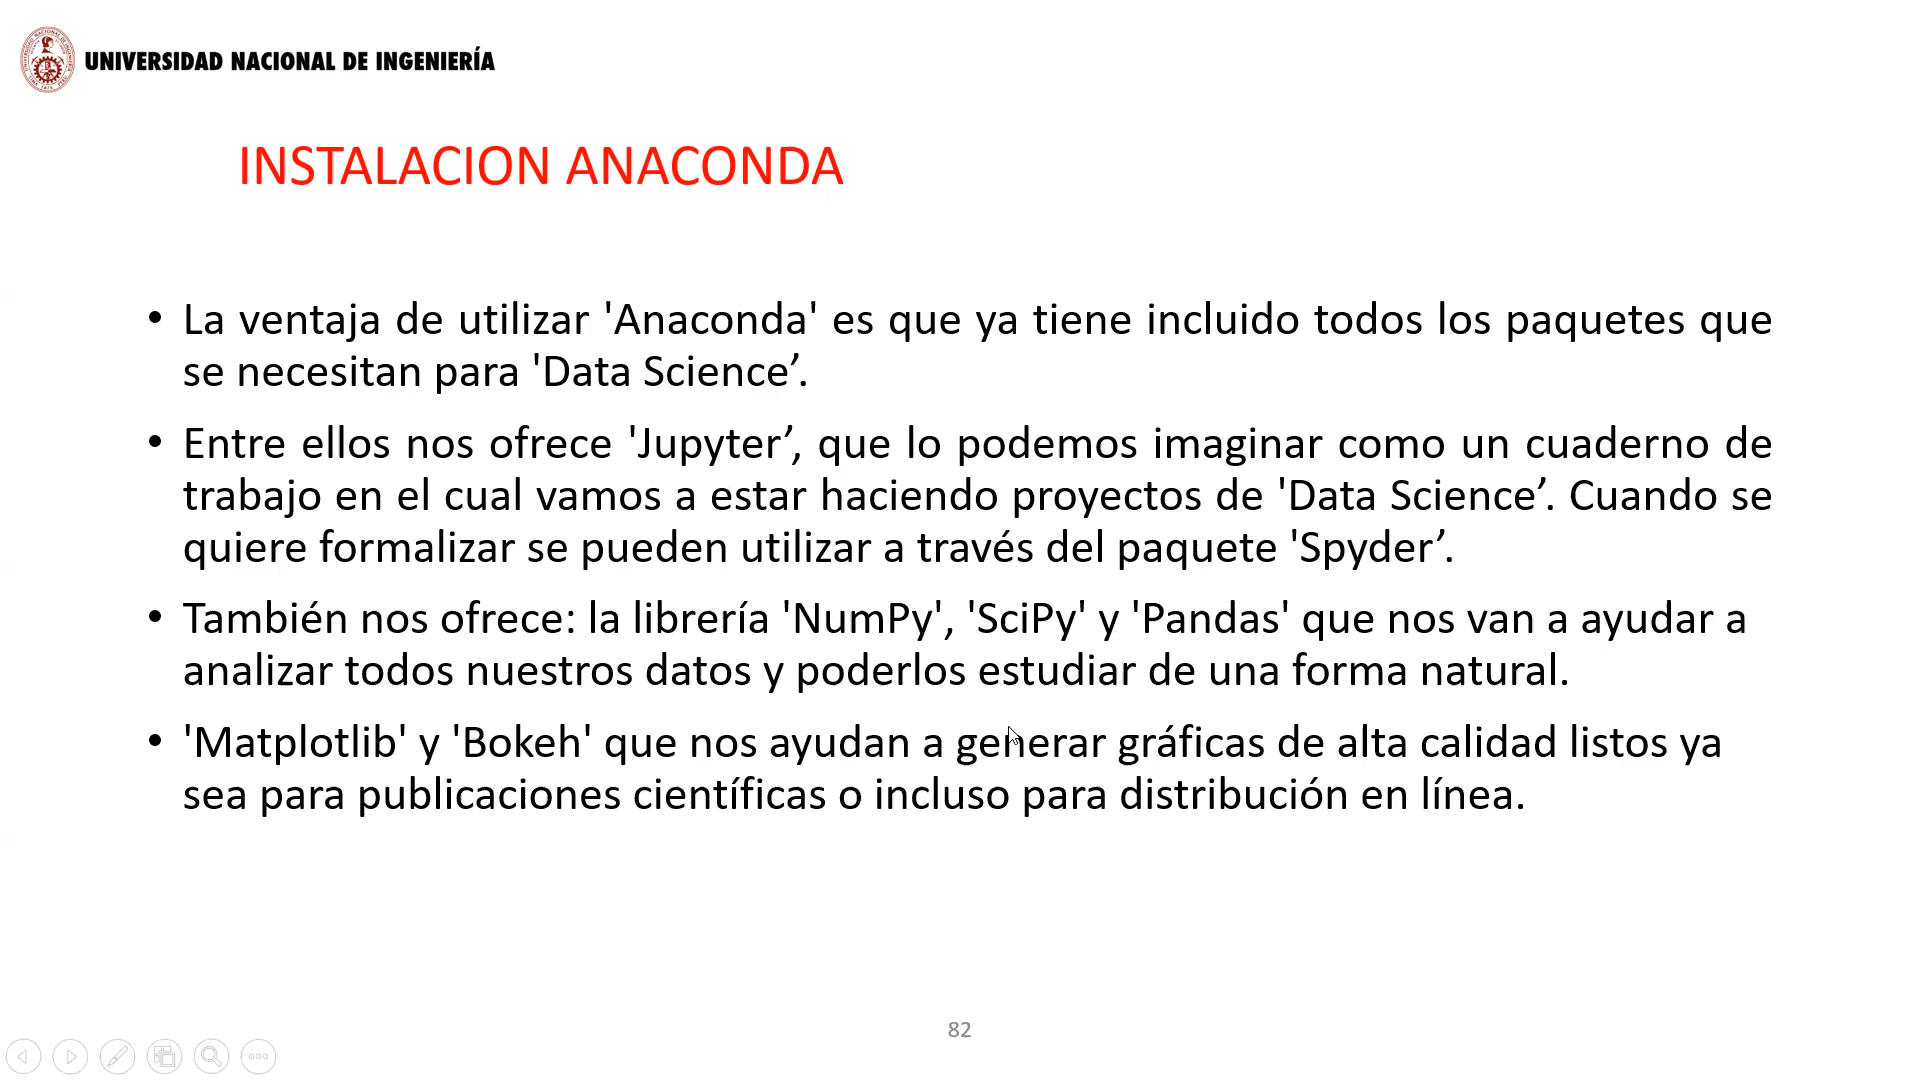 UNIVERSIDAD NACIONAL DE INGENIERÍA
INSTALACION ANACONDA
• La ventaja de utilizar 'Anaconda' es que ya tiene incluido todos los paquetes que
se necesitan para 'Data Science’.
• Entre ellos nos ofrece 'Jupyter’, que lo podemos imaginar como un cuaderno de
trabajo en el cual vamos a estar haciendo proyectos de 'Data Science’. Cuando se
quiere formalizar se pueden utilizar a través del paquete 'Spyder’.
• También nos ofrece: la librería 'NumPy', 'SciPy' y 'Pandas' que nos van a ayudar a
analizar todos nuestros datos y poderlos estudiar de una forma natural.
• 'Matplotlib' y 'Bokeh' que nos ayudan a generar gráficas de alta calidad listos ya
sea para publicaciones científicas o incluso para distribución en línea.
82